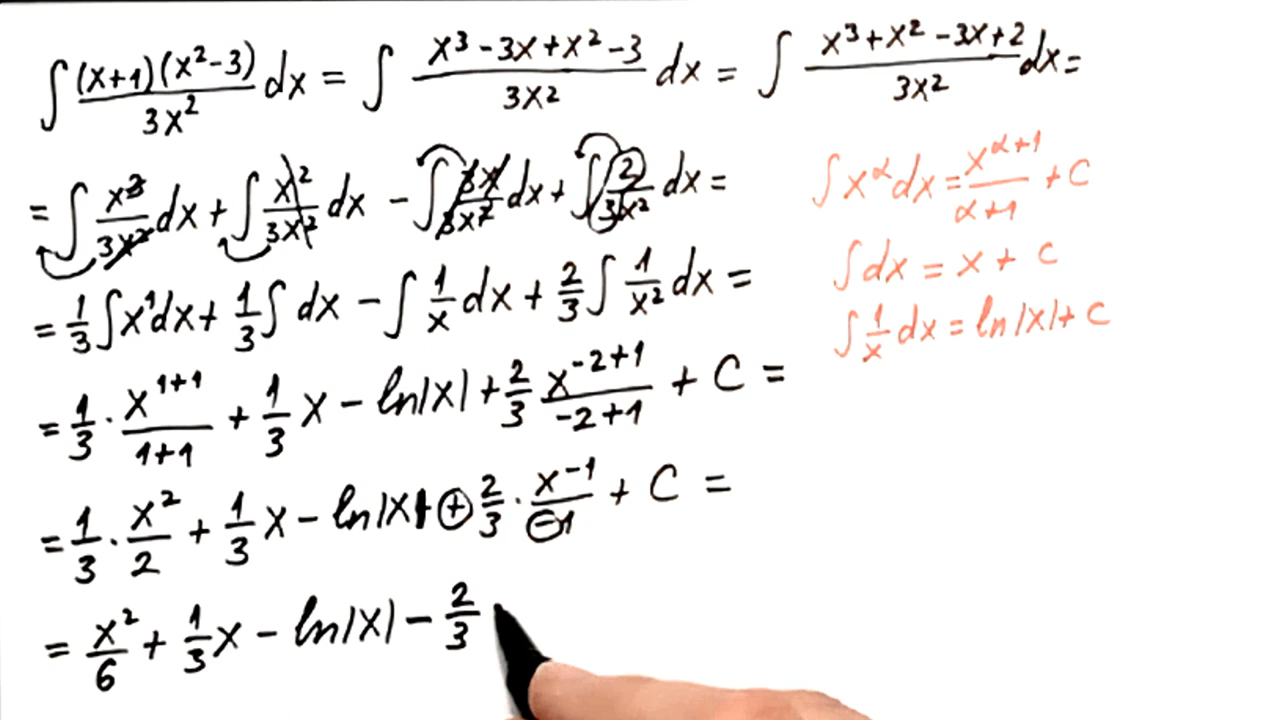 ∫ (x+1)(x²-3)/3x² dx = ∫ x³-3x+x²-3/3x² dx = ∫ x³+x²-3x+2/3x² dx =
= ∫ x³/3x² dx + ∫ x²/3x² dx - ∫ 3x/3x² dx + ∫ 2/3x² dx =
= 1/3 ∫ x¹dx + 1/3 ∫ dx - ∫ 1/x dx + 2/3 ∫ 1/x² dx =
= 1/3 · x¹⁺¹/1+1 + 1/3 x - ln|x| + 2/3 x⁻²⁺¹/-2+1 + C =
= 1/3 · x²/2 + 1/3 x - ln|x| + 2/3 · x⁻¹/-1 + C =
= x²/6 + 1/3 x - ln|x| - 2/3
∫ x^α dx = x^(α+1)/α+1 + C
∫ dx = x + C
∫ 1/x dx = ln|x| + C